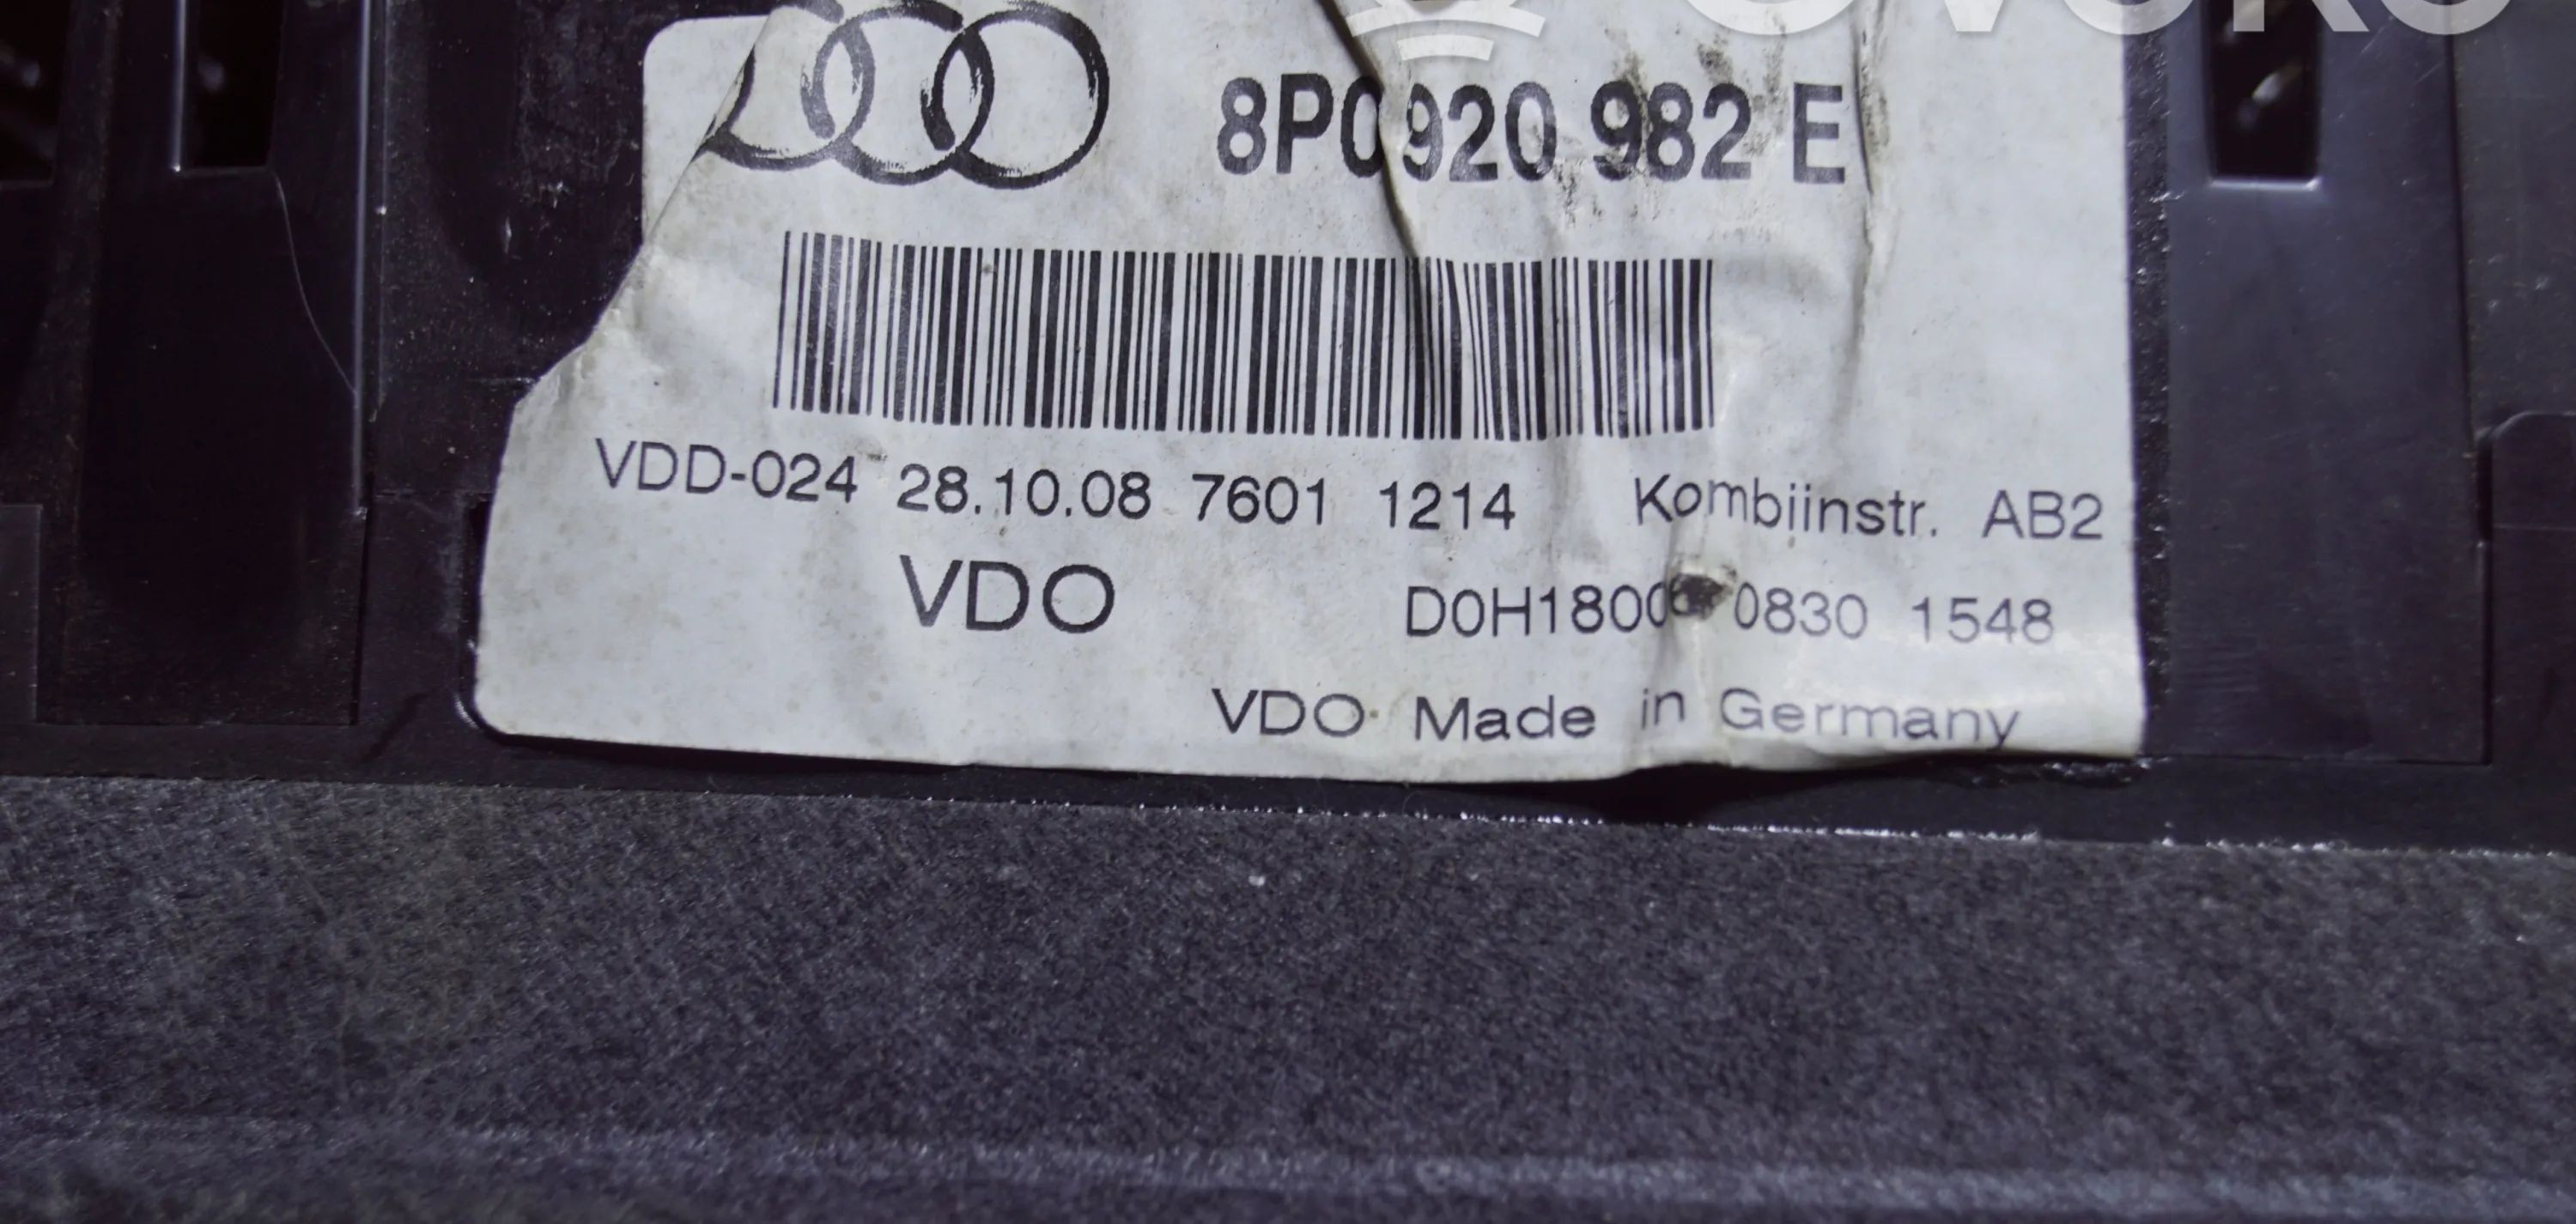 8P0920 982 E
VDD-024 28.10.08 7601 1214 Kombiinstr. AB2
VDO 0830 1548
VDO Made in Germany